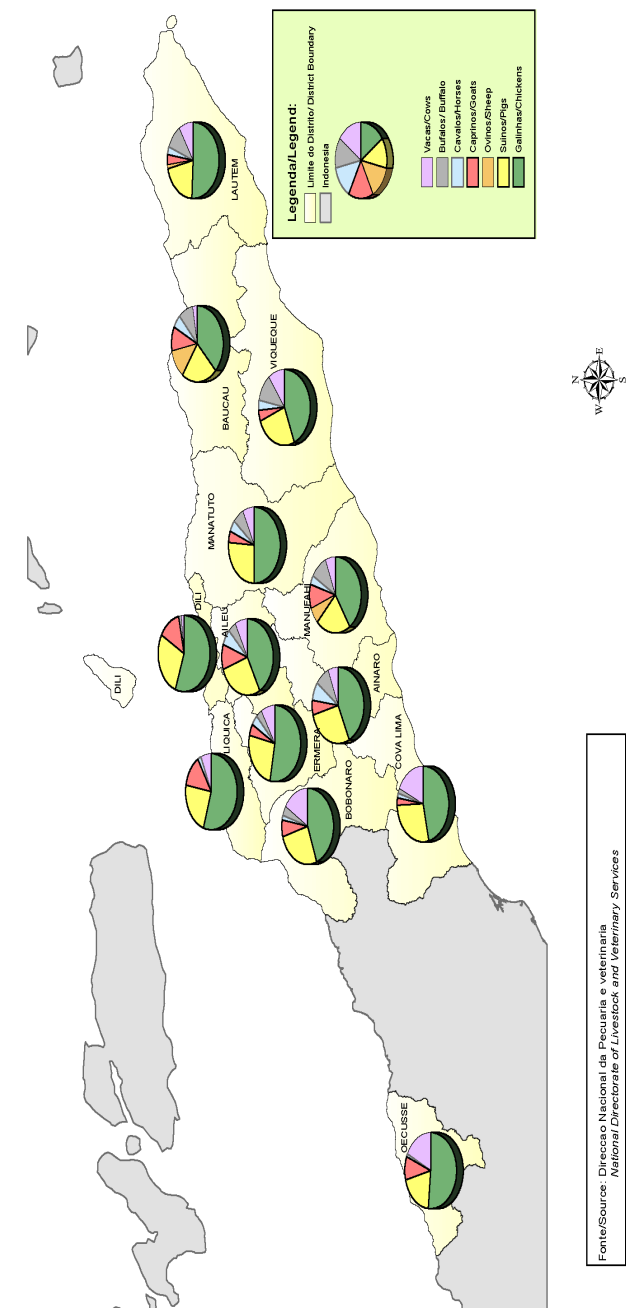 Legenda/Legend:
Limite do Distrito/ District Boundary
Indonesia
Vacas/Cows
Bufalos/ Buffalo
Cavalos/Horses
Caprinos/Goats
Ovinos/Sheep
Suinos/Pigs
Galinhas/Chickens
LAUTEM
BAUCAU
VIQUEQUE
MANATUTO
DILI
DILI
AILEU
MANUFAHI
LIQUICA
ERMERA
AINARO
BOBONARO
COVA LIMA
OECUSSE
N
W
E
S
Fonte/Source: Direccao Nacional da Pecuaria e veterinaria
National Directorate of Livestock and Veterinary Services